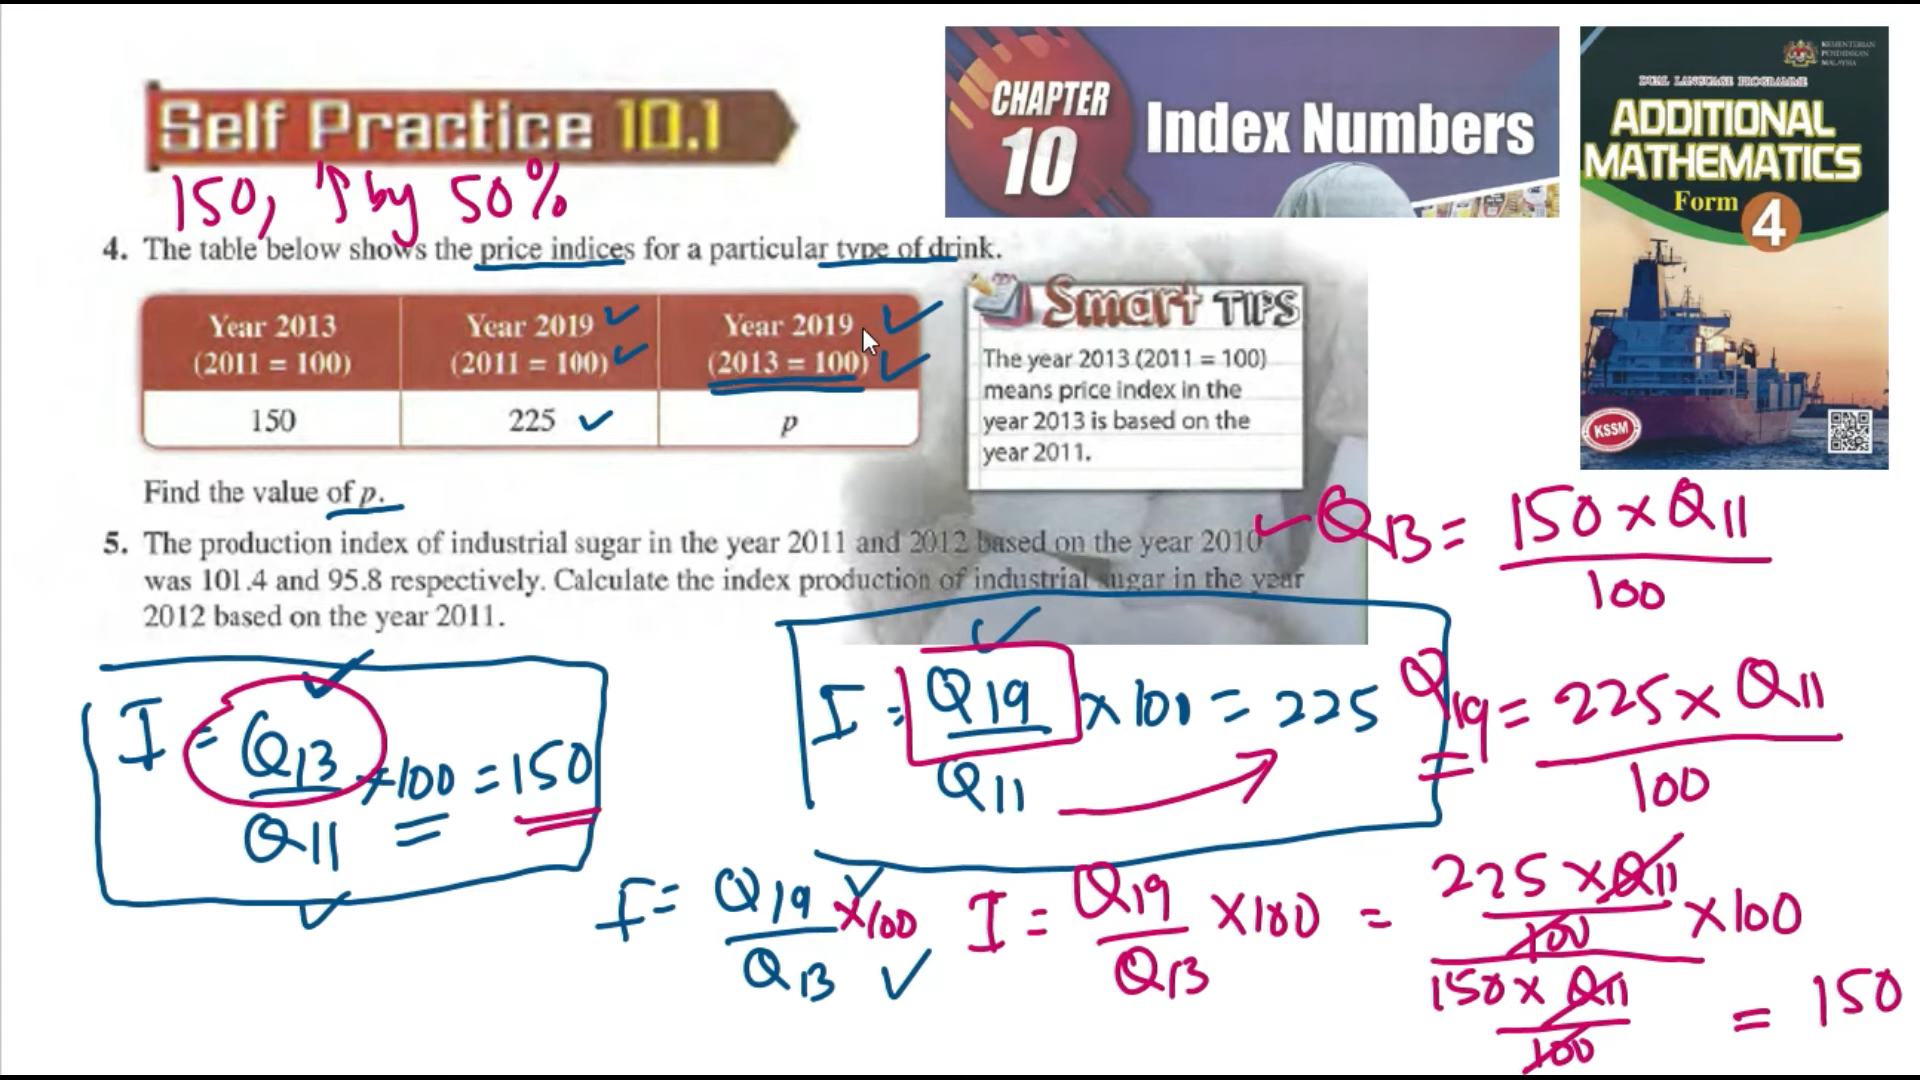 Self Practice 10.1
CHAPTER
10
Index Numbers
KEMENTERIAN
PENDIDIKAN
MALAYSIA
DUAL LANGUAGE PROGRAMME
ADDITIONAL
MATHEMATICS
Form 4
KSSM
150, ↑ by 50%
4. The table below shows the price indices for a particular type of drink.
Year 2013 (2011 = 100)
Year 2019 (2011 = 100)
Year 2019 (2013 = 100)
150 225 p
Smart TIPS
The year 2013 (2011 = 100)
means price index in the
year 2013 is based on the
year 2011.
Find the value of p.
5. The production index of industrial sugar in the year 2011 and 2012 based on the year 2010
was 101.4 and 95.8 respectively. Calculate the index production of industrial sugar in the year
2012 based on the year 2011.
Q13 = 150 × Q11 / 100
I = Q13 / Q11 × 100 = 150
I = Q19 / Q11 × 100 = 225
Q19 = 225 × Q11 / 100
I = Q19 / Q13 × 100
I = Q19 / Q13 × 100 = 225 × Q11 / 100 / 150 × Q11 / 100 × 100
= 150